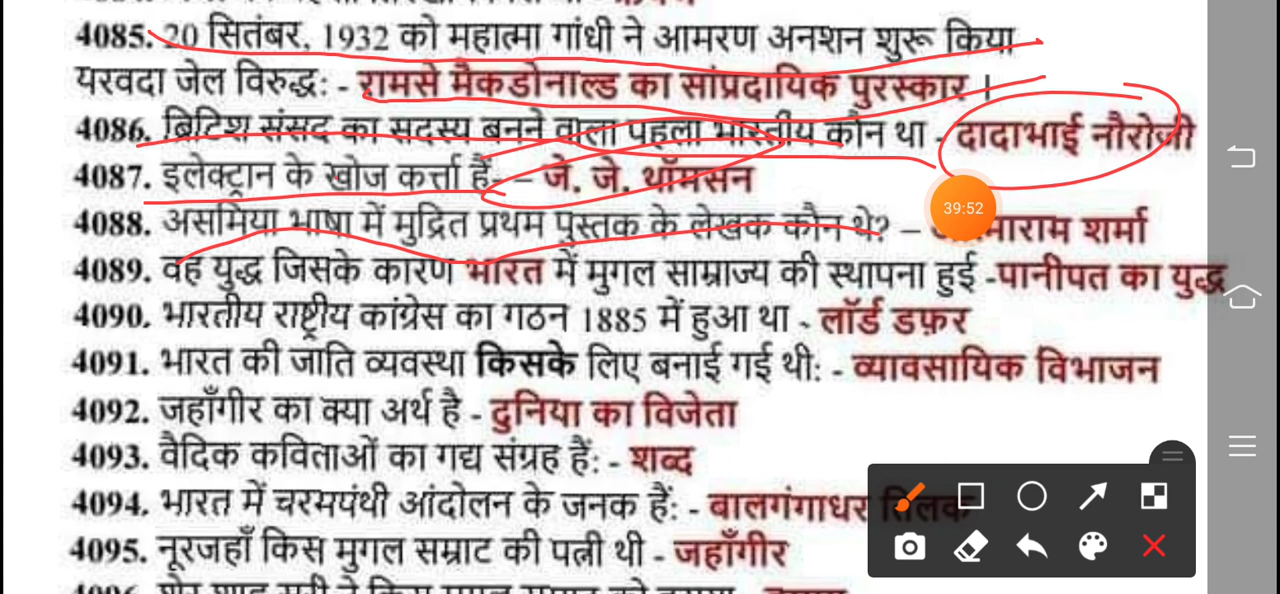 4085. 20 सितंबर, 1932 को महात्मा गांधी ने आमरण अनशन शुरू किया
यरवदा जेल विरुद्ध: - रामसे मैकडोनाल्ड का सांप्रदायिक पुरस्कार ।
4086. ब्रिटिश संसद का सदस्य बनने वाला पहला भारतीय कौन था - दादाभाई नौरोजी
4087. इलेक्ट्रान के खोज कर्त्ता हैं- – जे. जे. थॉमसन
39:52
4088. असमिया भाषा में मुद्रित प्रथम पुस्तक के लेखक कौन थे? – शर्मा
4089. वह युद्ध जिसके कारण भारत में मुगल साम्राज्य की स्थापना हुई -पानीपत का युद्ध
4090. भारतीय राष्ट्रीय कांग्रेस का गठन 1885 में हुआ था - लॉर्ड डफ़र
4091. भारत की जाति व्यवस्था किसके लिए बनाई गई थी: - व्यावसायिक विभाजन
4092. जहाँगीर का क्या अर्थ है - दुनिया का विजेता
4093. वैदिक कविताओं का गद्य संग्रह हैं: - शब्द
4094. भारत में चरमपंथी आंदोलन के जनक हैं: - बालगंगाधर तिलक
4095. नूरजहाँ किस मुगल सम्राट की पत्नी थी - जहाँगीर